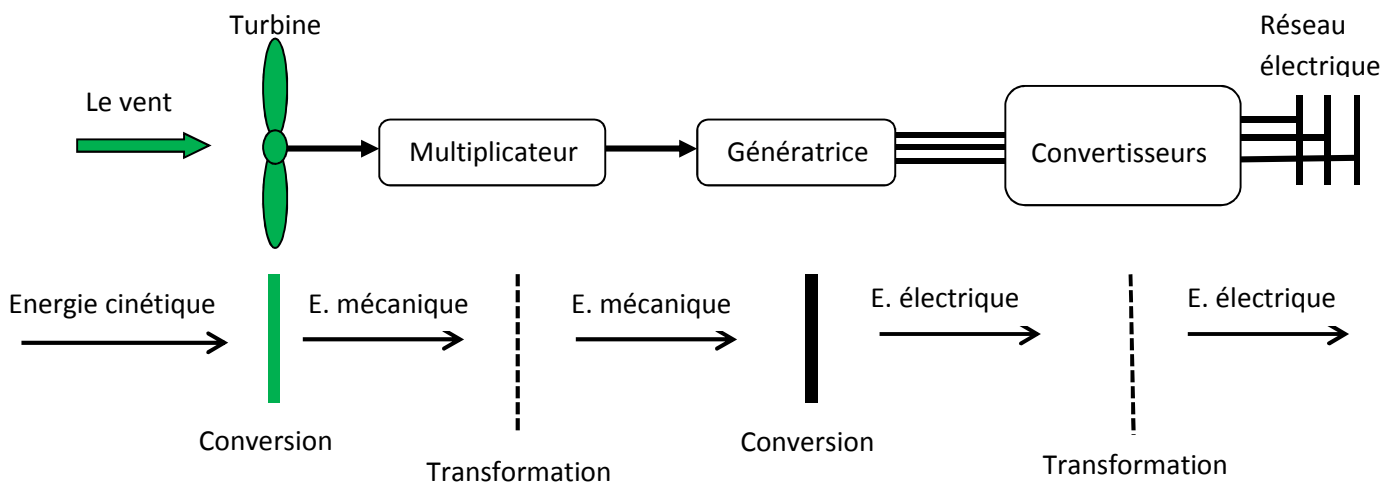 Turbine
Réseau
électrique
Le vent
Multiplicateur
Génératrice
Convertisseurs
Energie cinétique
E. mécanique
E. mécanique
E. électrique
E. électrique
Conversion
Transformation
Conversion
Transformation